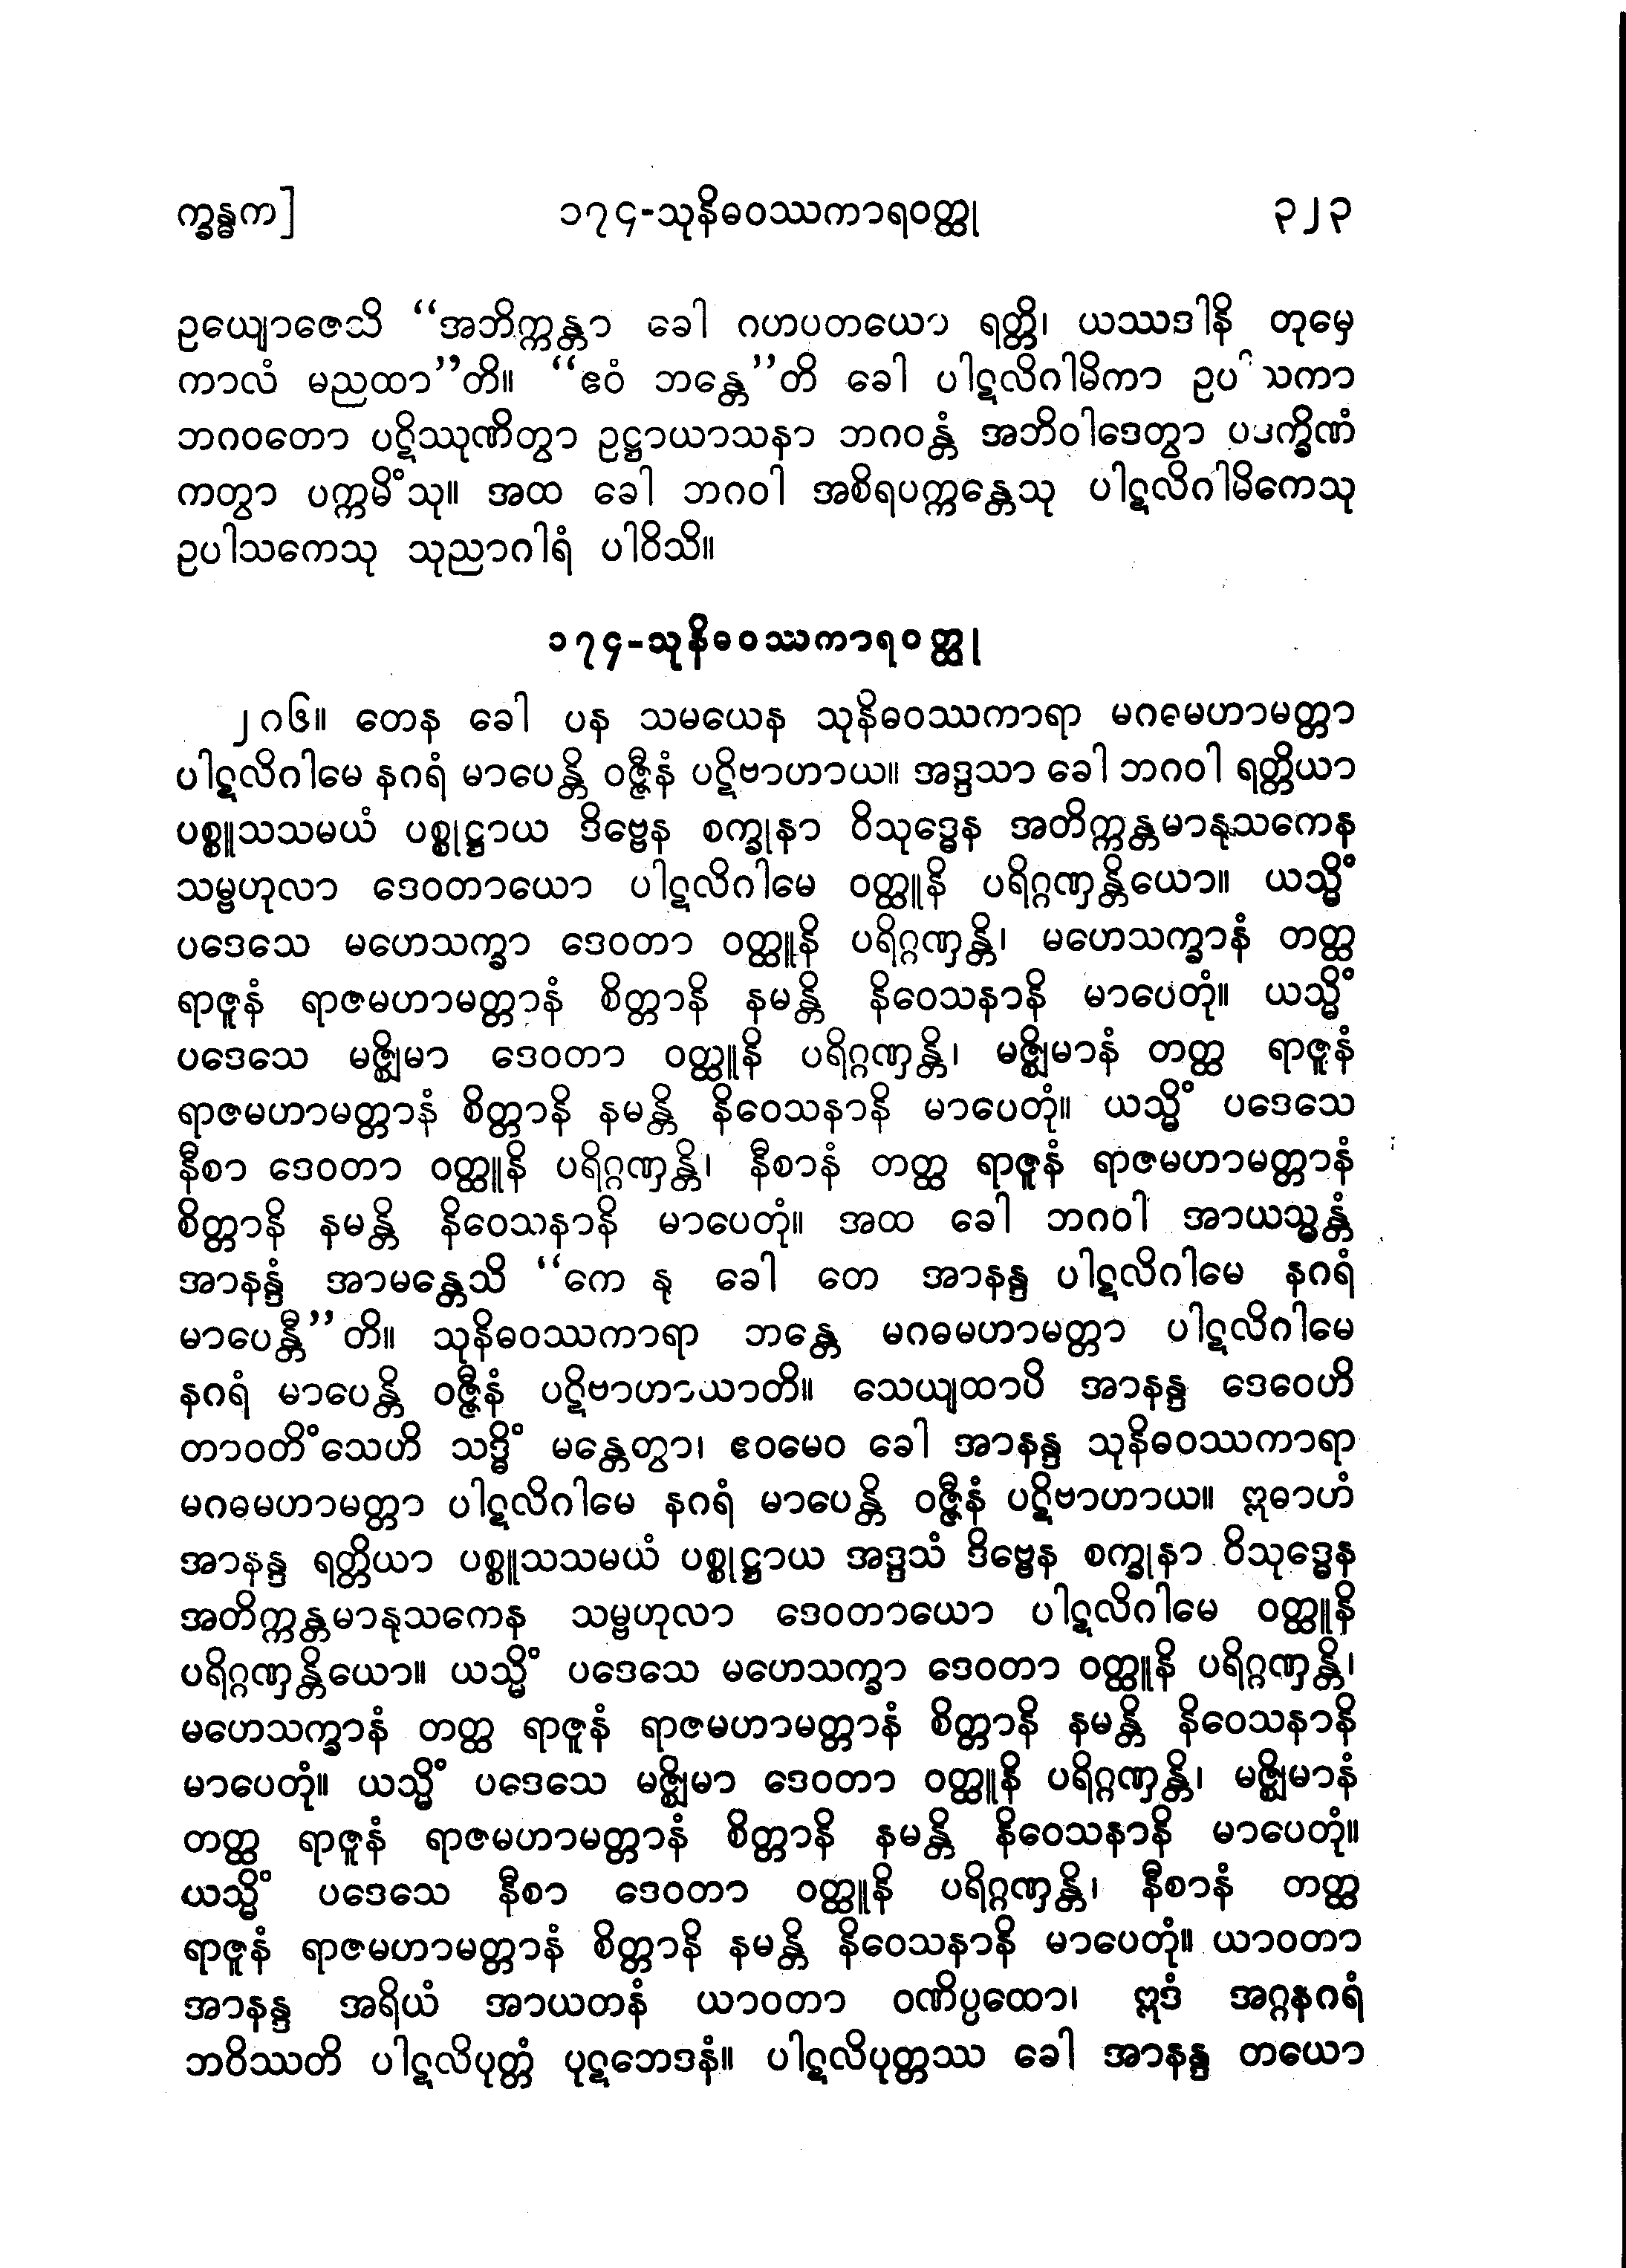 က္ခန္ဓက] ၁၇၄-သုနိဓဝဿကာရဝတ္ထု ၃၂၃
ဥယျောဇေသိ “အဘိက္ကန္တာ ခေါ ဂဟပတယော ရတ္တိ၊ ယဿဒါနိ တုမှေ
ကာလံ မညထာ”တိ။ “ဧဝံ ဘန္တေ”တိ ခေါ ပါဋလိဂါမိကာ ဥပါသကာ
ဘဂဝတော ပဋိဿုဏိတွာ ဥဋ္ဌာယာသနာ ဘဂဝန္တံ အဘိဝါဒေတွာ ပဒက္ခိဏံ
ကတွာ ပက္ကမိံသု။ အထ ခေါ ဘဂဝါ အစိရပက္ကန္တေသု ပါဋလိဂါမိကေသု
ဥပါသကေသု သုညာဂါရံ ပါဝိသိ။
၁၇၄-သုနိဓဝဿကာရဝတ္ထု
၂၈၆။ တေန ခေါ ပန သမယေန သုနိဓဝဿကာရာ မဂဓမဟာမတ္တာ
ပါဋလိဂါမေ နဂရံ မာပေန္တိ ဝဇ္ဇီနံ ပဋိဗာဟာယ။ အဒ္ဒသာ ခေါ ဘဂဝါ ရတ္တိယာ
ပစ္စူသသမယံ ပစ္စုဋ္ဌာယ ဒိဗ္ဗေန စက္ခုနာ ဝိသုဒ္ဓေန အတိက္ကန္တမာနုသကေန
သမ္ဗဟုလာ ဒေဝတာယော ပါဋလိဂါမေ ဝတ္ထူနိ ပရိဂ္ဂဏှန္တိယော။ ယသ္မိံ
ပဒေသေ မဟေသက္ခာ ဒေဝတာ ဝတ္ထူနိ ပရိဂ္ဂဏှန္တိ၊ မဟေသက္ခာနံ တတ္ထ
ရာဇူနံ ရာဇမဟာမတ္တာနံ စိတ္တာနိ နမန္တိ နိဝေသနာနိ မာပေတုံ။ ယသ္မိံ
ပဒေသေ မဇ္ဈိမာ ဒေဝတာ ဝတ္ထူနိ ပရိဂ္ဂဏှန္တိ၊ မဇ္ဈိမာနံ တတ္ထ ရာဇူနံ
ရာဇမဟာမတ္တာနံ စိတ္တာနိ နမန္တိ နိဝေသနာနိ မာပေတုံ။ ယသ္မိံ ပဒေသေ
နီစာ ဒေဝတာ ဝတ္ထူနိ ပရိဂ္ဂဏှန္တိ၊ နီစာနံ တတ္ထ ရာဇူနံ ရာဇမဟာမတ္တာနံ
စိတ္တာနိ နမန္တိ နိဝေသနာနိ မာပေတုံ။ အထ ခေါ ဘဂဝါ အာယသ္မန္တံ
အာနန္ဒံ အာမန္တေသိ “ကေ နု ခေါ တေ အာနန္ဒ ပါဋလိဂါမေ နဂရံ
မာပေန္တီ”တိ။ သုနိဓဝဿကာရာ ဘန္တေ မဂဓမဟာမတ္တာ ပါဋလိဂါမေ
နဂရံ မာပေန္တိ ဝဇ္ဇီနံ ပဋိဗာဟာယာတိ။ သေယျထာပိ အာနန္ဒ ဒေဝေဟိ
တာဝတိံသေဟိ သဒ္ဓိံ မန္တေတွာ၊ ဧဝမေဝ ခေါ အာနန္ဒ သုနိဓဝဿကာရာ
မဂဓမဟာမတ္တာ ပါဋလိဂါမေ နဂရံ မာပေန္တိ ဝဇ္ဇီနံ ပဋိဗာဟာယ။ ဣဓာဟံ
အာနန္ဒ ရတ္တိယာ ပစ္စူသသမယံ ပစ္စုဋ္ဌာယ အဒ္ဒသံ ဒိဗ္ဗေန စက္ခုနာ ဝိသုဒ္ဓေန
အတိက္ကန္တမာနုသကေန သမ္ဗဟုလာ ဒေဝတာယော ပါဋလိဂါမေ ဝတ္ထူနိ
ပရိဂ္ဂဏှန္တိယော။ ယသ္မိံ ပဒေသေ မဟေသက္ခာ ဒေဝတာ ဝတ္ထူနိ ပရိဂ္ဂဏှန္တိ၊
မဟေသက္ခာနံ တတ္ထ ရာဇူနံ ရာဇမဟာမတ္တာနံ စိတ္တာနိ နမန္တိ နိဝေသနာနိ
မာပေတုံ။ ယသ္မိံ ပဒေသေ မဇ္ဈိမာ ဒေဝတာ ဝတ္ထူနိ ပရိဂ္ဂဏှန္တိ၊ မဇ္ဈိမာနံ
တတ္ထ ရာဇူနံ ရာဇမဟာမတ္တာနံ စိတ္တာနိ နမန္တိ နိဝေသနာနိ မာပေတုံ။
ယသ္မိံ ပဒေသေ နီစာ ဒေဝတာ ဝတ္ထူနိ ပရိဂ္ဂဏှန္တိ၊ နီစာနံ တတ္ထ
ရာဇူနံ ရာဇမဟာမတ္တာနံ စိတ္တာနိ နမန္တိ နိဝေသနာနိ မာပေတုံ။ ယာဝတာ
အာနန္ဒ အရိယံ အာယတနံ ယာဝတာ ဝဏိပ္ပထော၊ ဣဒံ အဂ္ဂနဂရံ
ဘဝိဿတိ ပါဋလိပုတ္တံ ပုဋဘေဒနံ။ ပါဋလိပုတ္တဿ ခေါ အာနန္ဒ တယော